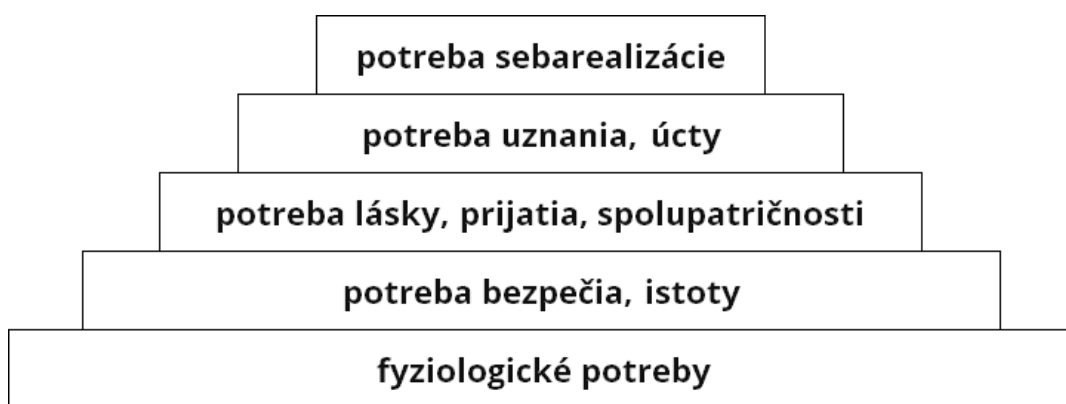 potreba sebarealizácie
potreba uznania, úcty
potreba lásky, prijatia, spolupatričnosti
potreba bezpečia, istoty
fyziologické potreby